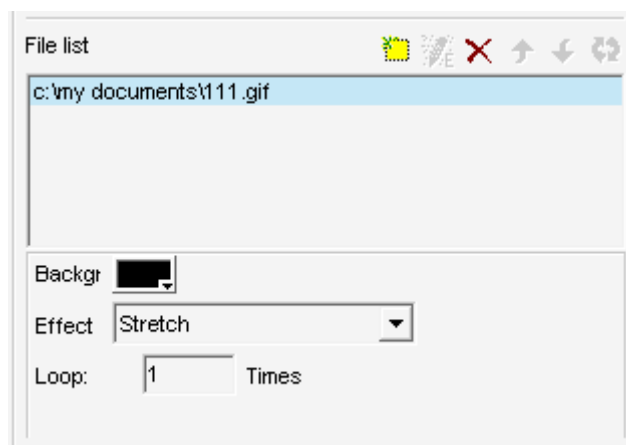 File list
c:\my documents\111.gif
Backgr
Effect Stretch
Loop: 1 Times